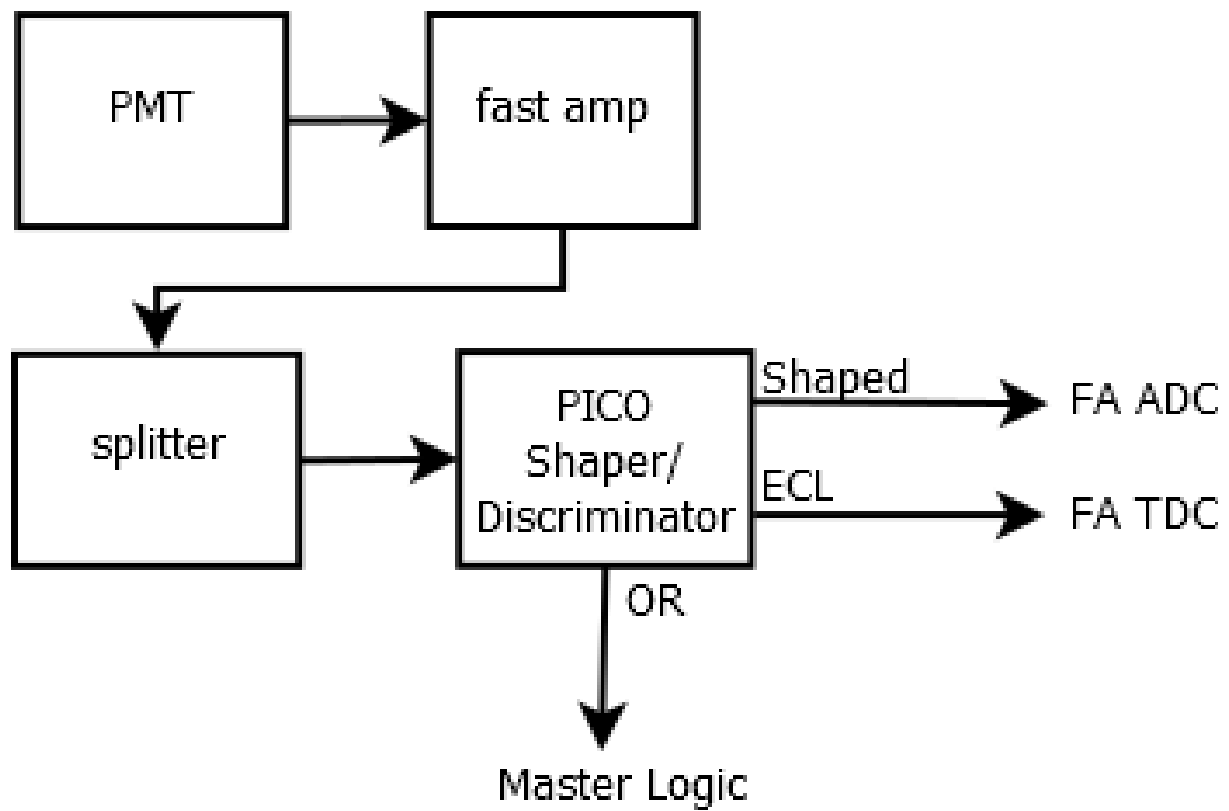 PMT
fast amp
splitter
PICO
Shaper/
Discriminator
Shaped
FA ADC
ECL
FA TDC
OR
Master Logic